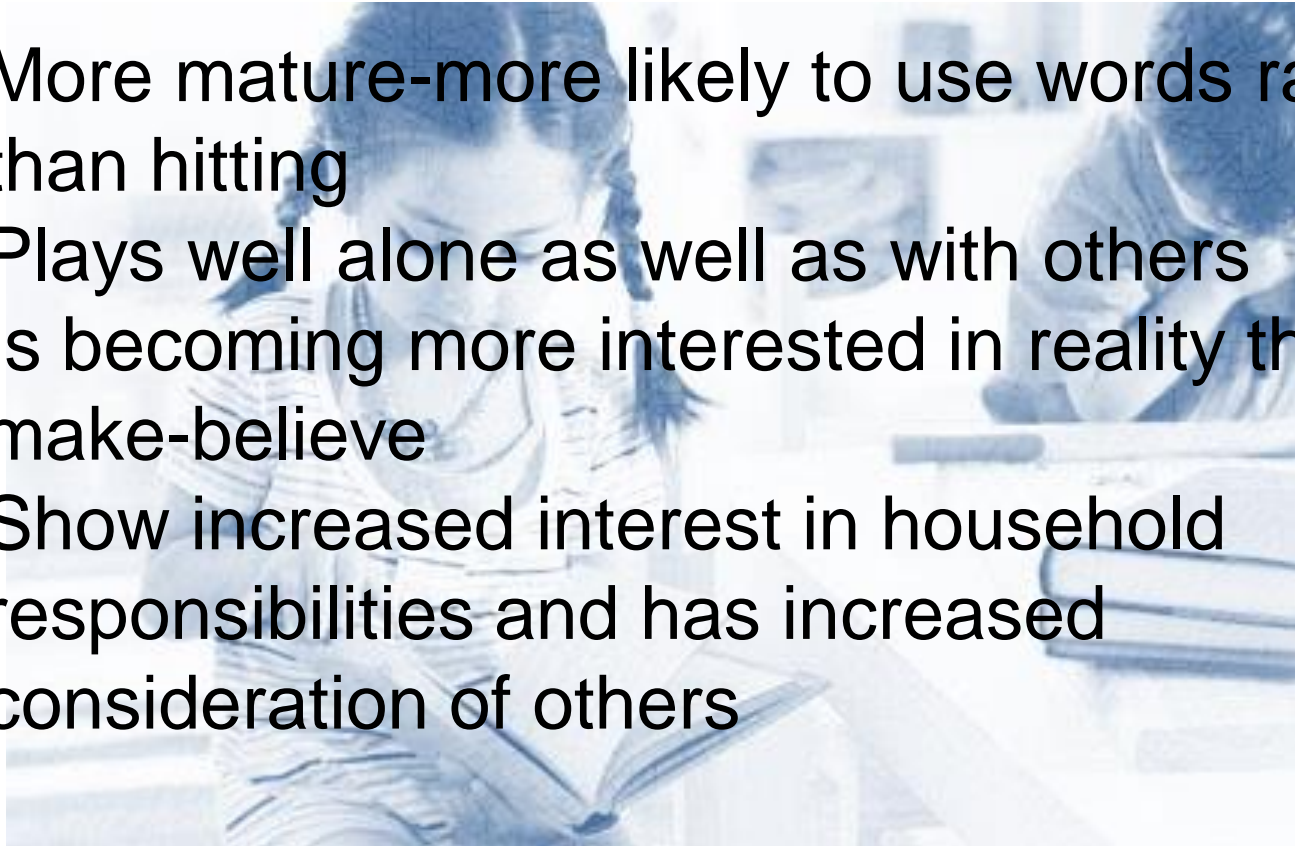 More mature-more likely to use words ra
than hitting
Plays well alone as well as with others
s becoming more interested in reality th
make-believe
Show increased interest in household
responsibilities and has increased
consideration of others